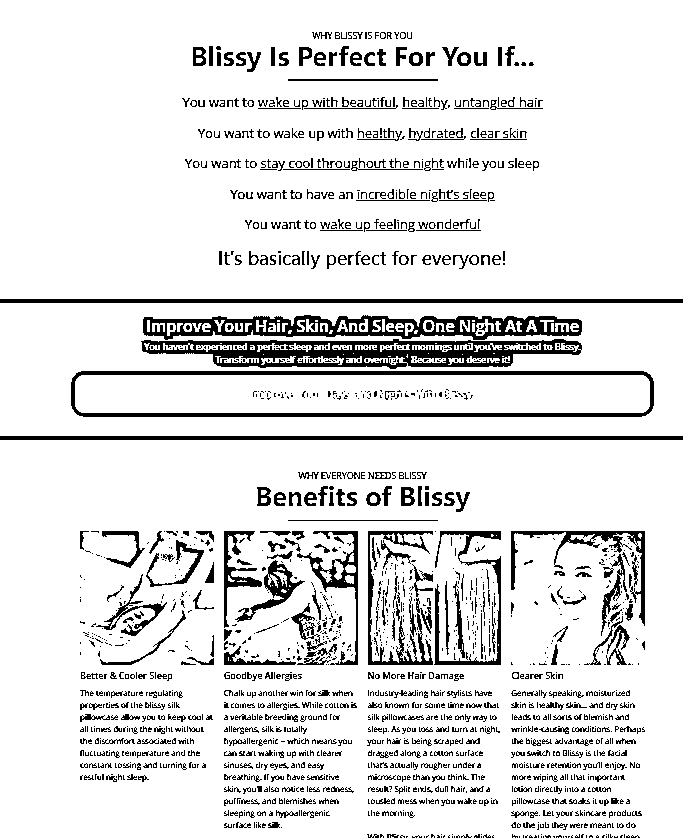 WHY BLISSY IS FOR YOU
Blissy Is Perfect For You If...
You want to wake up with beautiful, healthy, untangled hair
You want to wake up with healthy, hydrated, clear skin
You want to stay cool throughout the night while you sleep
You want to have an incredible night's sleep
You want to wake up feeling wonderful
It's basically perfect for everyone!
Improve Your Hair, Skin, And Sleep, One Night At A Time
You haven't experienced a perfect sleep and even more perfect mornings until you've switched to Blissy.
Transform yourself effortlessly and overnight. Because you deserve it!
WHY EVERYONE NEEDS BLISSY
Benefits of Blissy
Better & Cooler Sleep
The temperature regulating
properties of the blissy silk
pillowcase allow you to keep cool at
all times during the night without
the discomfort associated with
fluctuating temperature and the
constant tossing and turning for a
restful night sleep.
Goodbye Allergies
Chalk up another win for silk when
it comes to allergies. While cotton is
a veritable breeding ground for
allergens, silk is totally
hypoallergenic – which means you
can start waking up with clearer
sinuses, dry eyes, and easy
breathing. If you have sensitive
skin, you'll also notice less redness,
puffiness, and blemishes when
sleeping on a hypoallergenic
surface like silk.
No More Hair Damage
Industry-leading hair stylists have
also known for some time now that
silk pillowcases are the only way to
sleep. As you toss and turn at night,
your hair is being scraped and
dragged along a cotton surface
that's actually rougher under a
microscope than you think. The
result? Split ends, dull hair, and a
tousled mess when you wake up in
the morning.
With Blissy, your hair simply glides
Clearer Skin
Generally speaking, moisturized
skin is healthy skin... and dry skin
leads to all sorts of blemish and
wrinkle-causing conditions. Perhaps
the biggest advantage of all when
you switch to Blissy is the facial
moisture retention you'll enjoy. No
more wiping all that important
lotion directly into a cotton
pillowcase that soaks it up like a
sponge. Let your skincare products
do the job they were meant to do
by treating yourself to a silky sleep